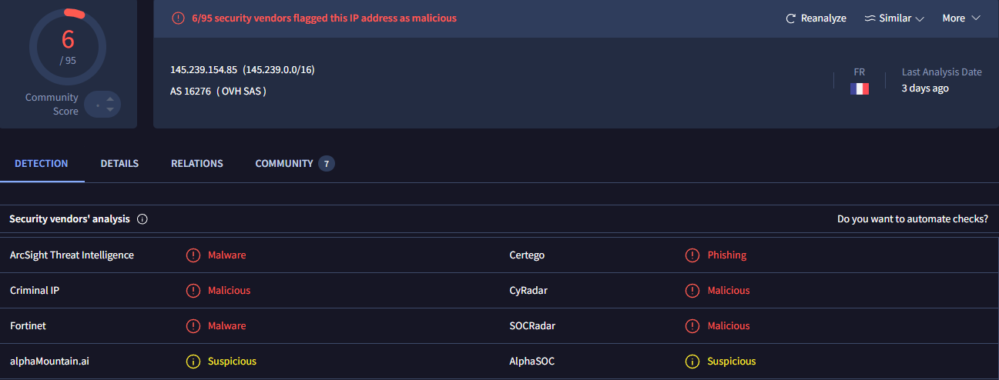 6
/ 95
Community
Score
6/95 security vendors flagged this IP address as malicious
Reanalyze
Similar
More
145.239.154.85 (145.239.0.0/16)
AS 16276 ( OVH SAS )
FR
Last Analysis Date
3 days ago
DETECTION DETAILS RELATIONS COMMUNITY 7
Security vendors' analysis Do you want to automate checks?
ArcSight Threat Intelligence Malware Certego Phishing
Criminal IP Malicious CyRadar Malicious
Fortinet Malware SOCRadar Malicious
alphaMountain.ai Suspicious AlphaSOC Suspicious